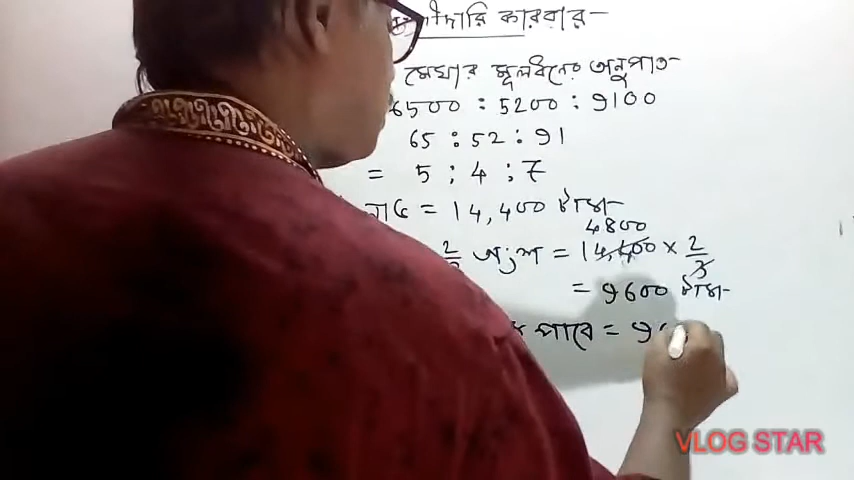 কারবার
মেঘার মূলধনের অনুপাত
6500 : 5200 : 9100
65 : 52 : 91
= 5 : 4 : 7
= 14,400 টাকা
4800
2 অংশ = 14,400 × 2/3
= 9600 টাকা
পাবে =
VLOG STAR